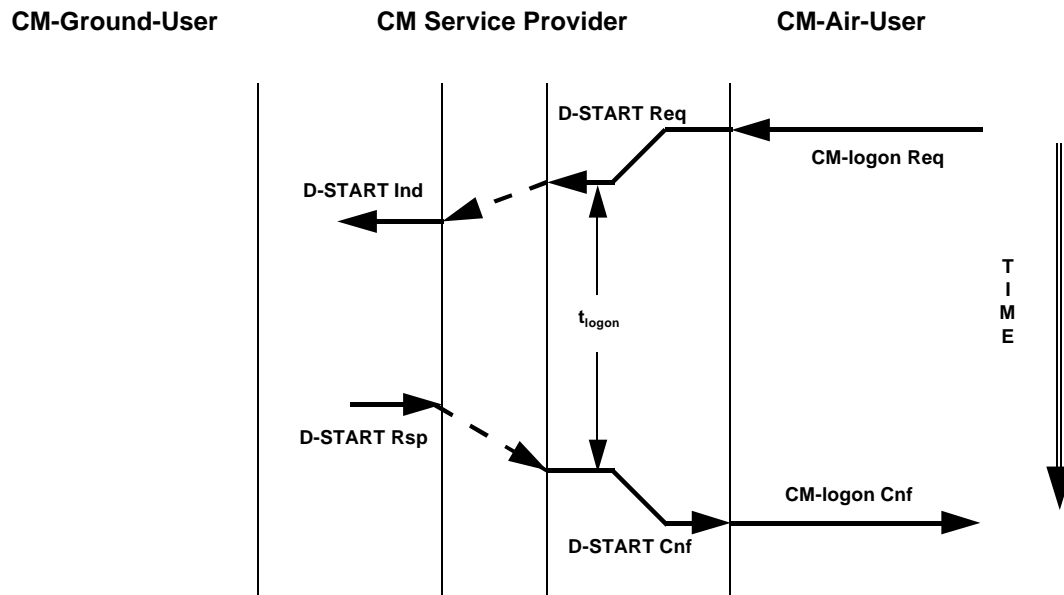 CM-Ground-User
CM Service Provider
CM-Air-User
D-START Req
CM-logon Req
D-START Ind
T
I
M
E
tlogon
D-START Rsp
CM-logon Cnf
D-START Cnf